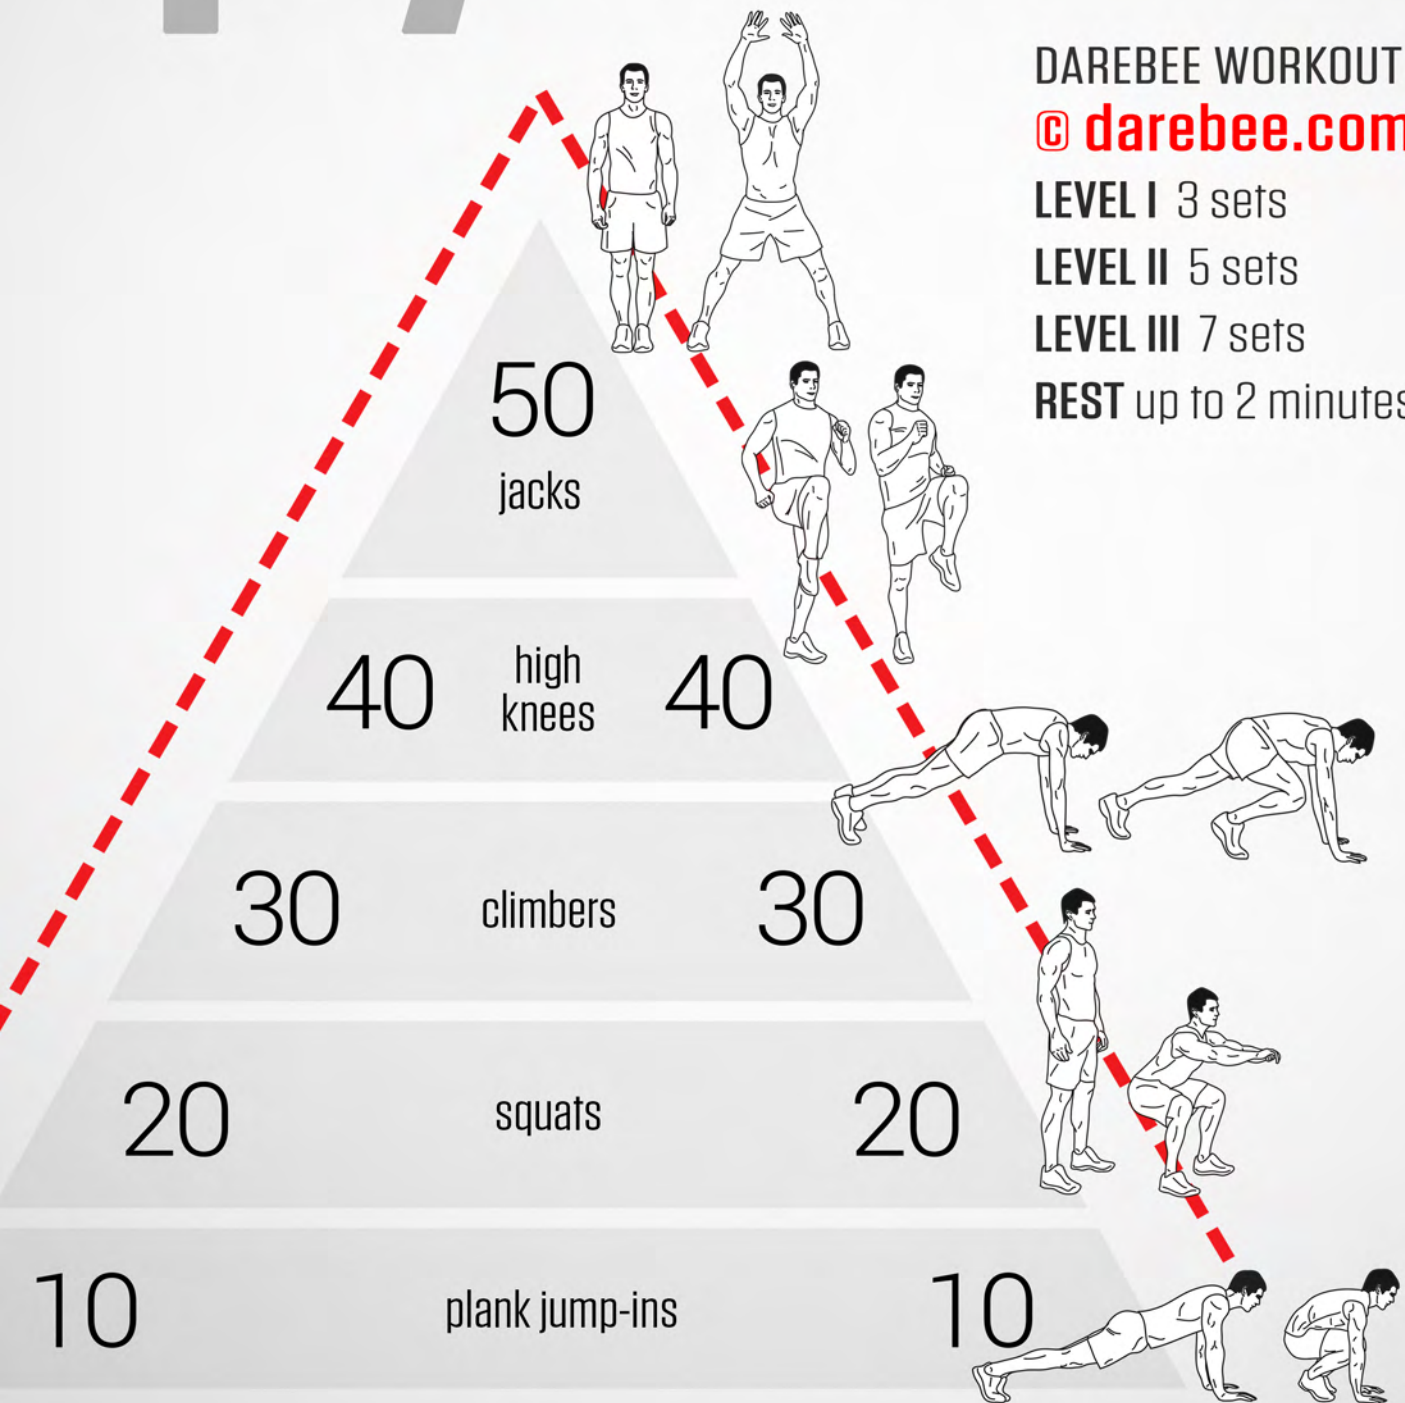 DAREBEE WORKOUT
© darebee.com
LEVEL I 3 sets
LEVEL II 5 sets
LEVEL III 7 sets
REST up to 2 minutes
50
jacks
40 high knees 40
30 climbers 30
20 squats 20
10 plank jump-ins 10